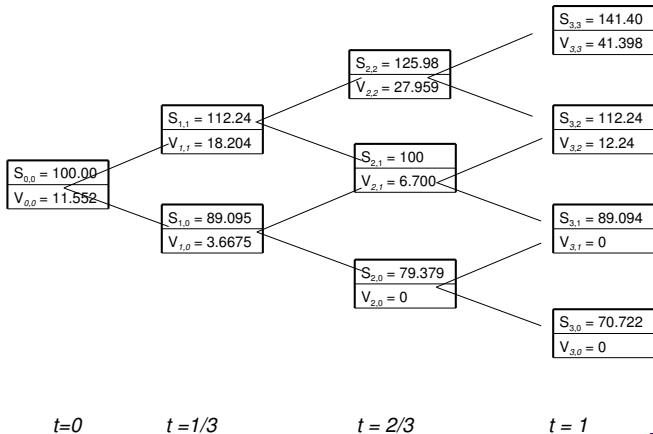 S3,3 = 141.40
V3,3 = 41.398
S2,2 = 125.98
V2,2 = 27.959
S1,1 = 112.24
V1,1 = 18.204
S3,2 = 112.24
V3,2 = 12.24
S2,1 = 100
V2,1 = 6.700
S0,0 = 100.00
V0,0 = 11.552
S1,0 = 89.095
V1,0 = 3.6675
S3,1 = 89.094
V3,1 = 0
S2,0 = 79.379
V2,0 = 0
S3,0 = 70.722
V3,0 = 0
t=0 t =1/3 t = 2/3 t = 1